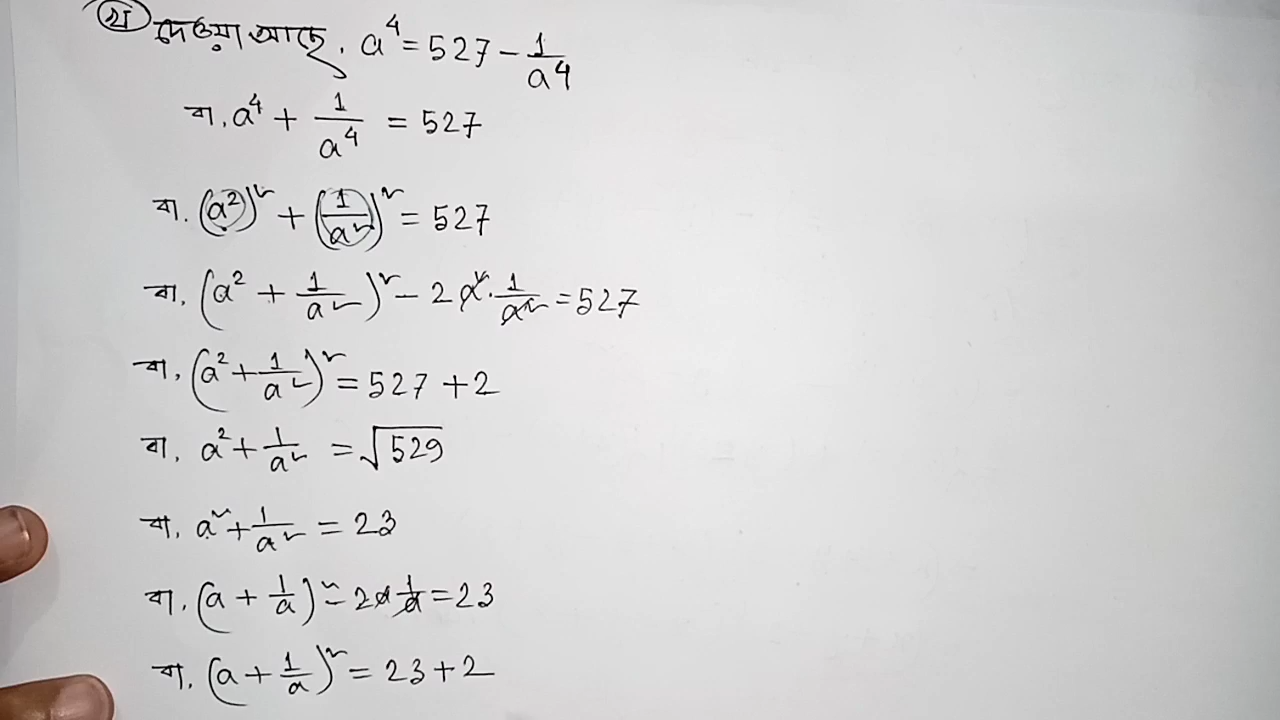 খ দেওয়া আছে, a⁴ = 527 - 1/a⁴
বা, a⁴ + 1/a⁴ = 527
বা, (a²)² + (1/a²)² = 527
বা, (a² + 1/a²)² - 2a²·1/a² = 527
বা, (a² + 1/a²)² = 527 + 2
বা, a² + 1/a² = √529
বা, a² + 1/a² = 23
বা, (a + 1/a)² - 2a 1/a = 23
বা, (a + 1/a)² = 23 + 2